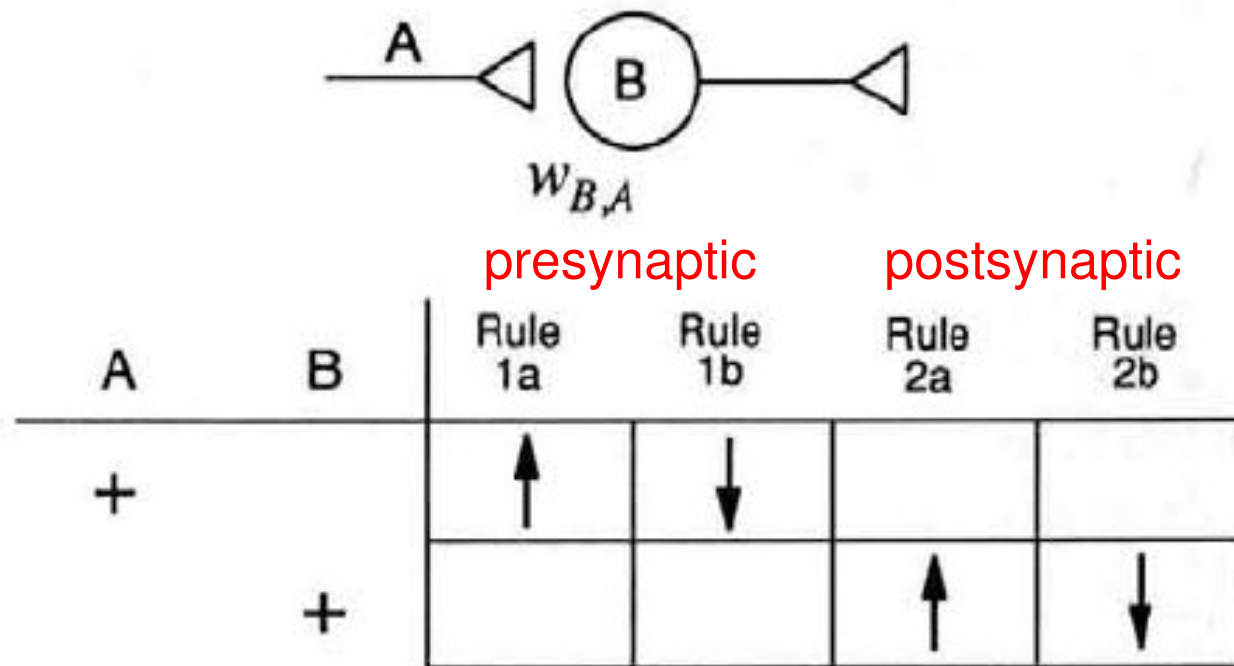 A
B
w_{B,A}
presynaptic postsynaptic
A B Rule 1a Rule 1b Rule 2a Rule 2b
+ ↑ ↓
+ ↑ ↓